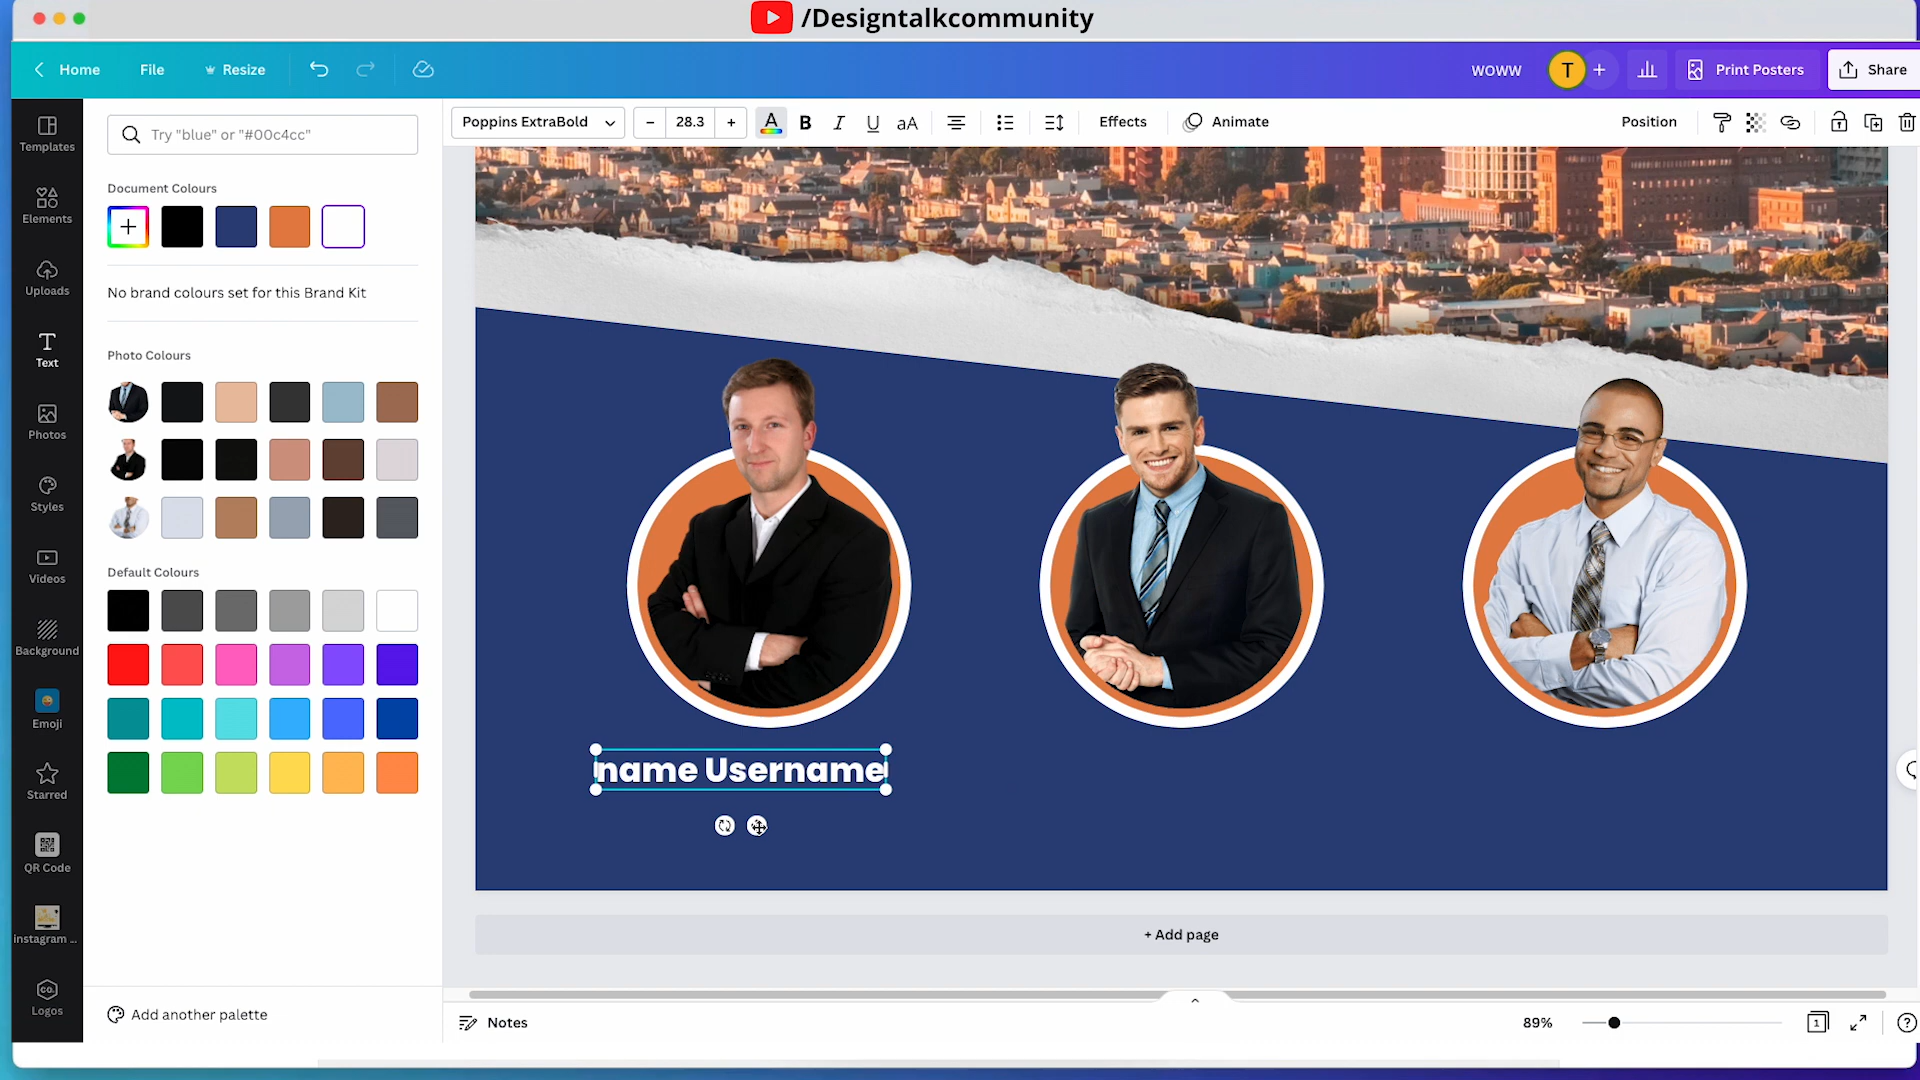 /Designtalkcommunity
Home
File
Resize
WOWW
T
Print Posters
Share
Templates
Elements
Uploads
Text
Photos
Styles
Videos
Background
Emoji
Starred
QR Code
instagram ...
CO.
Logos
Try "blue" or "#00c4cc"
Document Colours
No brand colours set for this Brand Kit
Photo Colours
Default Colours
Add another palette
Poppins ExtraBold
28.3
A
B
I
U
aA
Effects
Animate
Position
name Username
+ Add page
Notes
89%
1
?